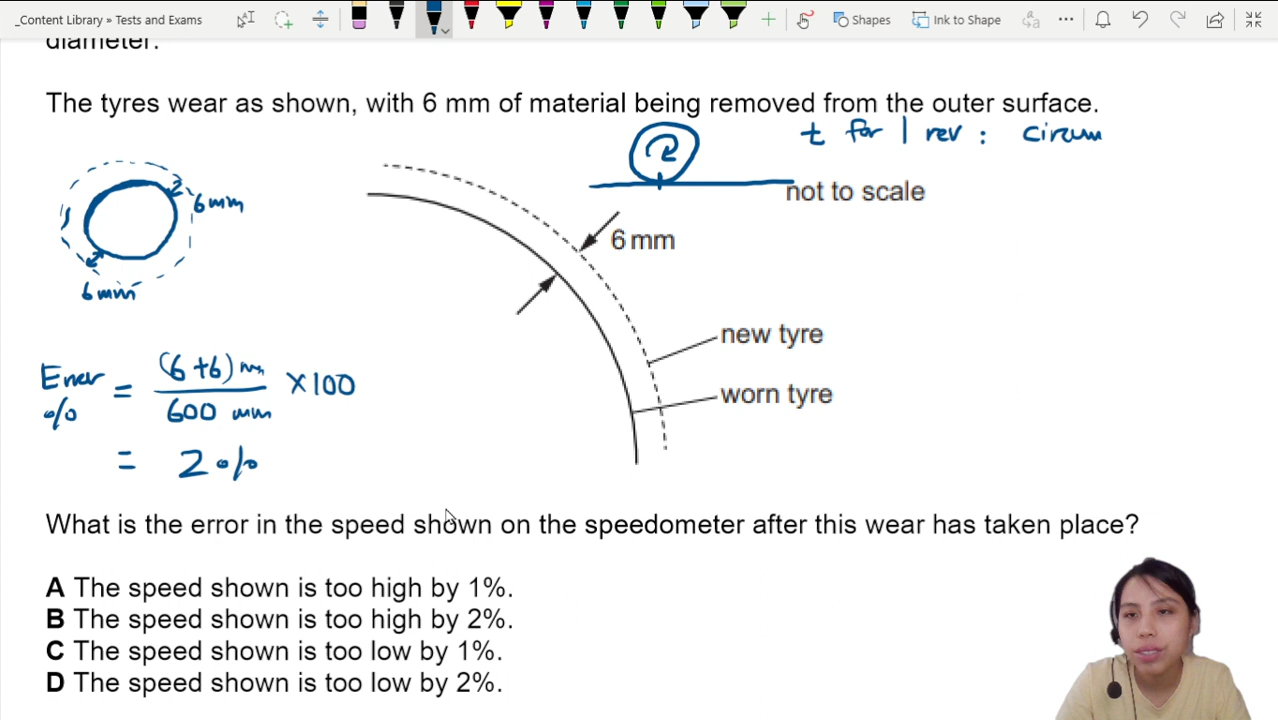 _Content Library » Tests and Exams
Shapes
Ink to Shape
diameter.
The tyres wear as shown, with 6 mm of material being removed from the outer surface.
t for 1 rev : circum
not to scale
6 mm
6mm
6mm
new tyre
worn tyre
Error % = (6+6) mm / 600 mm × 100
= 2%
What is the error in the speed shown on the speedometer after this wear has taken place?
A The speed shown is too high by 1%.
B The speed shown is too high by 2%.
C The speed shown is too low by 1%.
D The speed shown is too low by 2%.